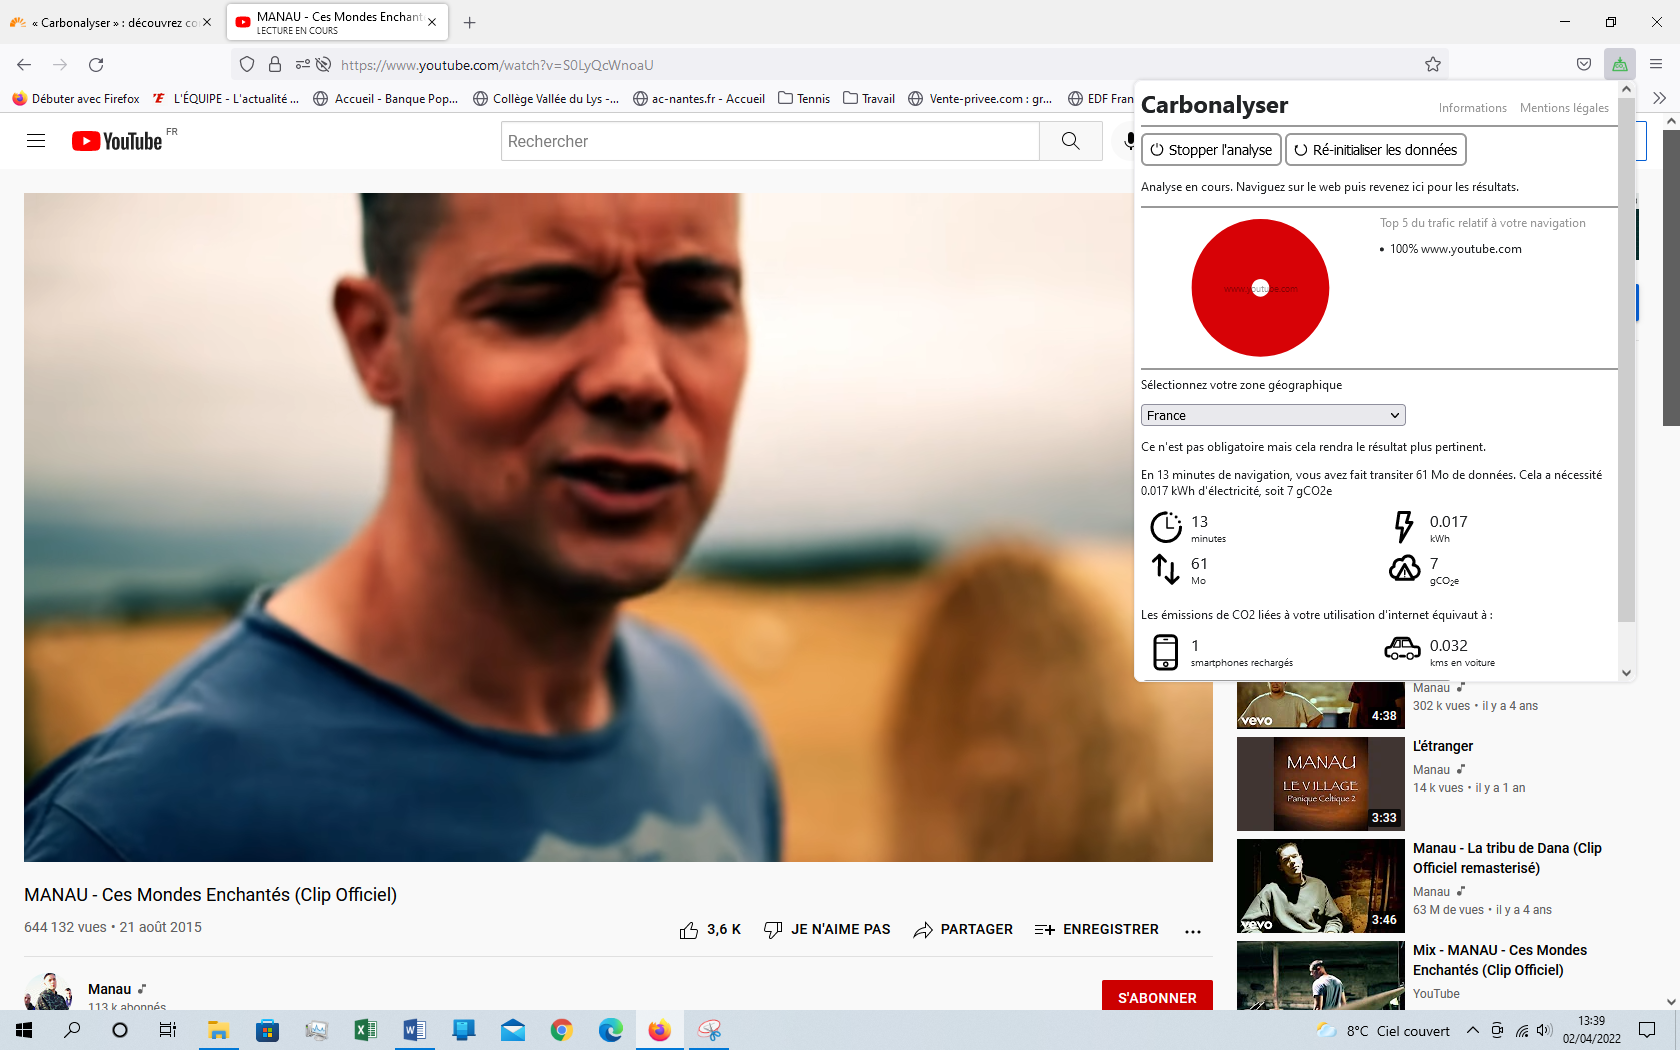 « Carbonalyser » : découvrez co
MANAU - Ces Mondes Enchant
LECTURE EN COURS
https://www.youtube.com/watch?v=S0LyQcWnoaU
Débuter avec Firefox
L'ÉQUIPE - L'actualité ...
Accueil - Banque Pop...
Collège Vallée du Lys -...
ac-nantes.fr - Accueil
Tennis
Travail
Vente-privee.com : gr...
EDF Fran
YouTube FR
Rechercher
Carbonalyser
Informations
Mentions légales
Stopper l'analyse
Ré-initialiser les données
Analyse en cours. Naviguez sur le web puis revenez ici pour les résultats.
www.youtube.com
Top 5 du trafic relatif à votre navigation
• 100% www.youtube.com
Sélectionnez votre zone géographique
France
Ce n'est pas obligatoire mais cela rendra le résultat plus pertinent.
En 13 minutes de navigation, vous avez fait transiter 61 Mo de données. Cela a nécessité
0.017 kWh d'électricité, soit 7 gCO2e
13
minutes
0.017
kWh
61
Mo
7
gCO2e
Les émissions de CO2 liées à votre utilisation d'internet équivaut à :
1
smartphones rechargés
0.032
kms en voiture
vevo
4:38
Manau
302 k vues • il y a 4 ans
MANAU
LE VILLAGE
Panique Celtique 2
3:33
L'étranger
Manau
14 k vues • il y a 1 an
vevo
3:46
Manau - La tribu de Dana (Clip
Officiel remasterisé)
Manau
63 M de vues • il y a 4 ans
Mix - MANAU - Ces Mondes
Enchantés (Clip Officiel)
YouTube
MANAU - Ces Mondes Enchantés (Clip Officiel)
644 132 vues • 21 août 2015
3,6 K
JE N'AIME PAS
PARTAGER
ENREGISTRER
Manau
113 k abonnés
S'ABONNER
8°C Ciel couvert
13:39
02/04/2022